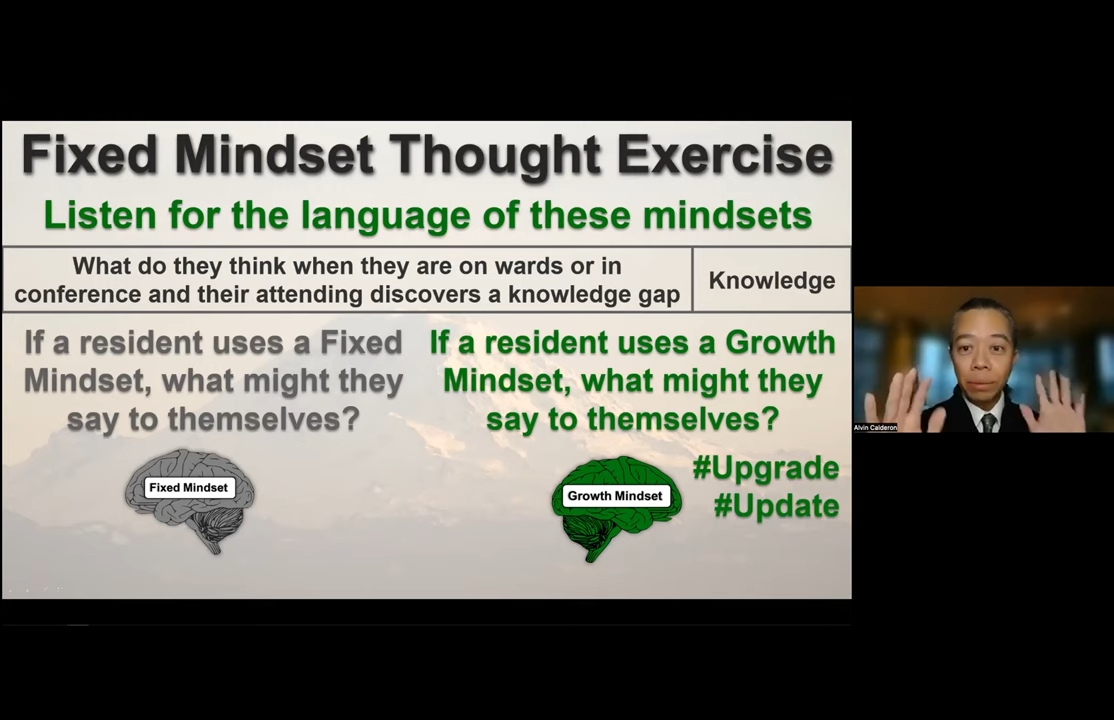 Fixed Mindset Thought Exercise
Listen for the language of these mindsets
What do they think when they are on wards or in
conference and their attending discovers a knowledge gap
Knowledge
If a resident uses a Fixed
Mindset, what might they
say to themselves?
Fixed Mindset
If a resident uses a Growth
Mindset, what might they
say to themselves?
Growth Mindset
#Upgrade
#Update
Alvin Calderon